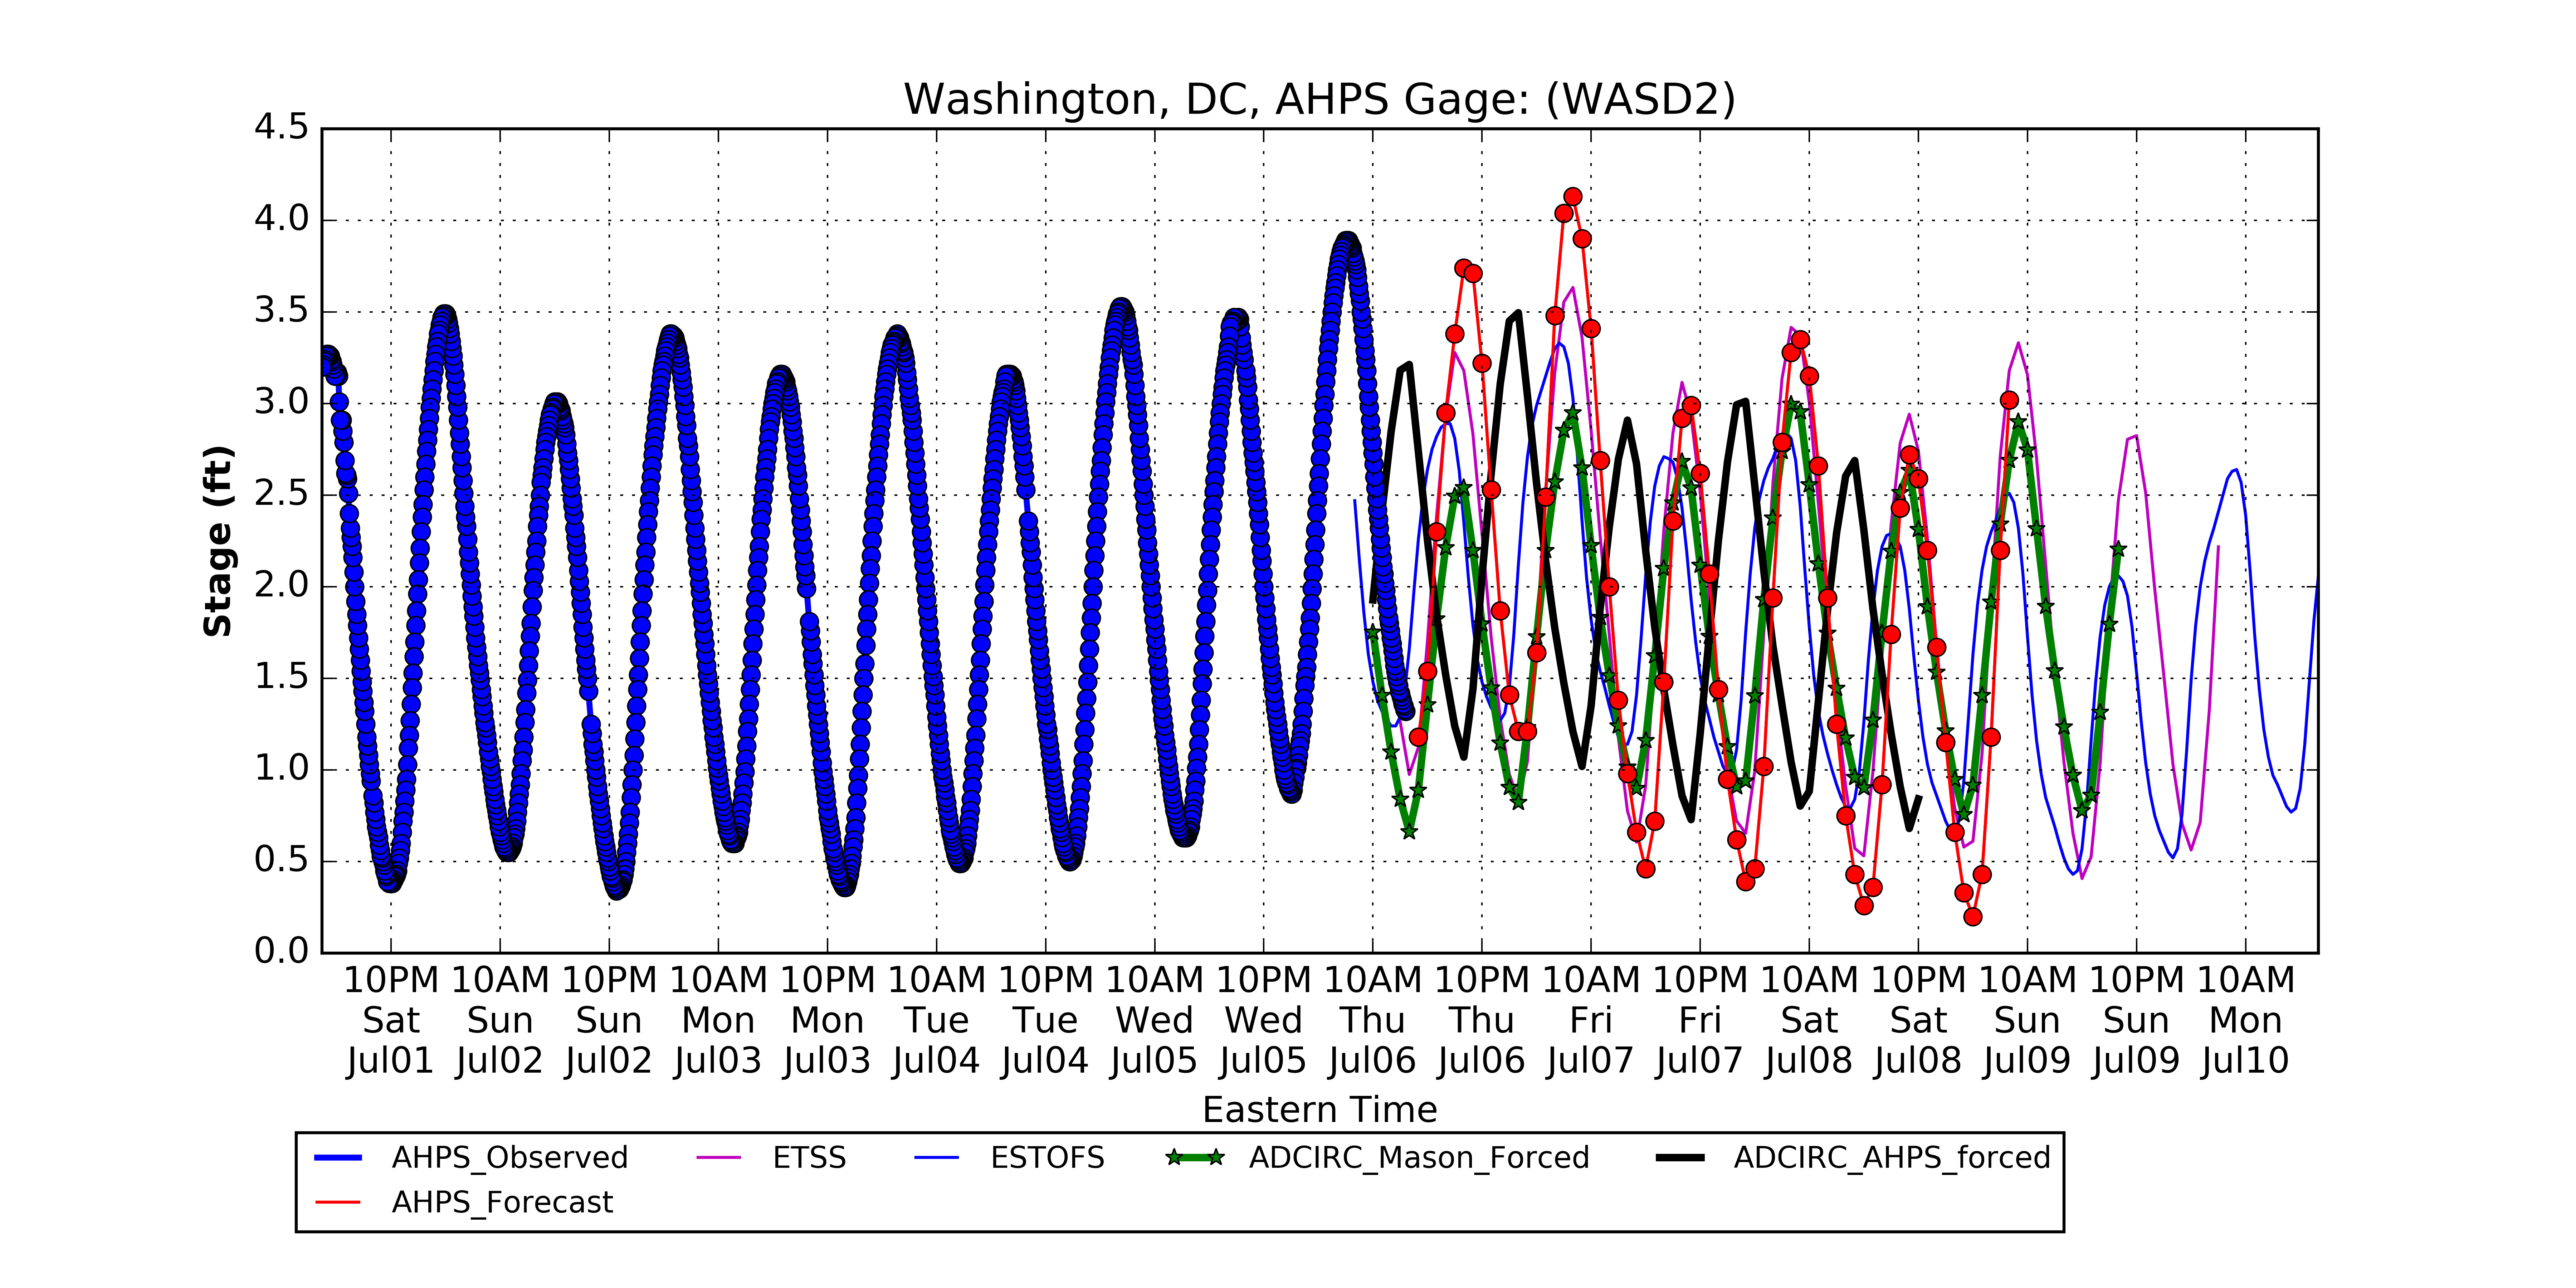 Washington, DC, AHPS Gage: (WASD2)
4.5
4.0
3.5
3.0
2.5
2.0
1.5
1.0
0.5
0.0
Stage (ft)
10PM 10AM 10PM 10AM 10PM 10AM 10PM 10AM 10PM 10AM 10PM 10AM 10PM 10AM 10PM 10AM 10PM 10AM
Sat Sun Sun Mon Mon Tue Tue Wed Wed Thu Thu Fri Fri Sat Sat Sun Sun Mon
Jul01 Jul02 Jul02 Jul03 Jul03 Jul04 Jul04 Jul05 Jul05 Jul06 Jul06 Jul07 Jul07 Jul08 Jul08 Jul09 Jul09 Jul10
Eastern Time
AHPS_Observed ETSS ESTOFS ADCIRC_Mason_Forced ADCIRC_AHPS_forced
AHPS_Forecast